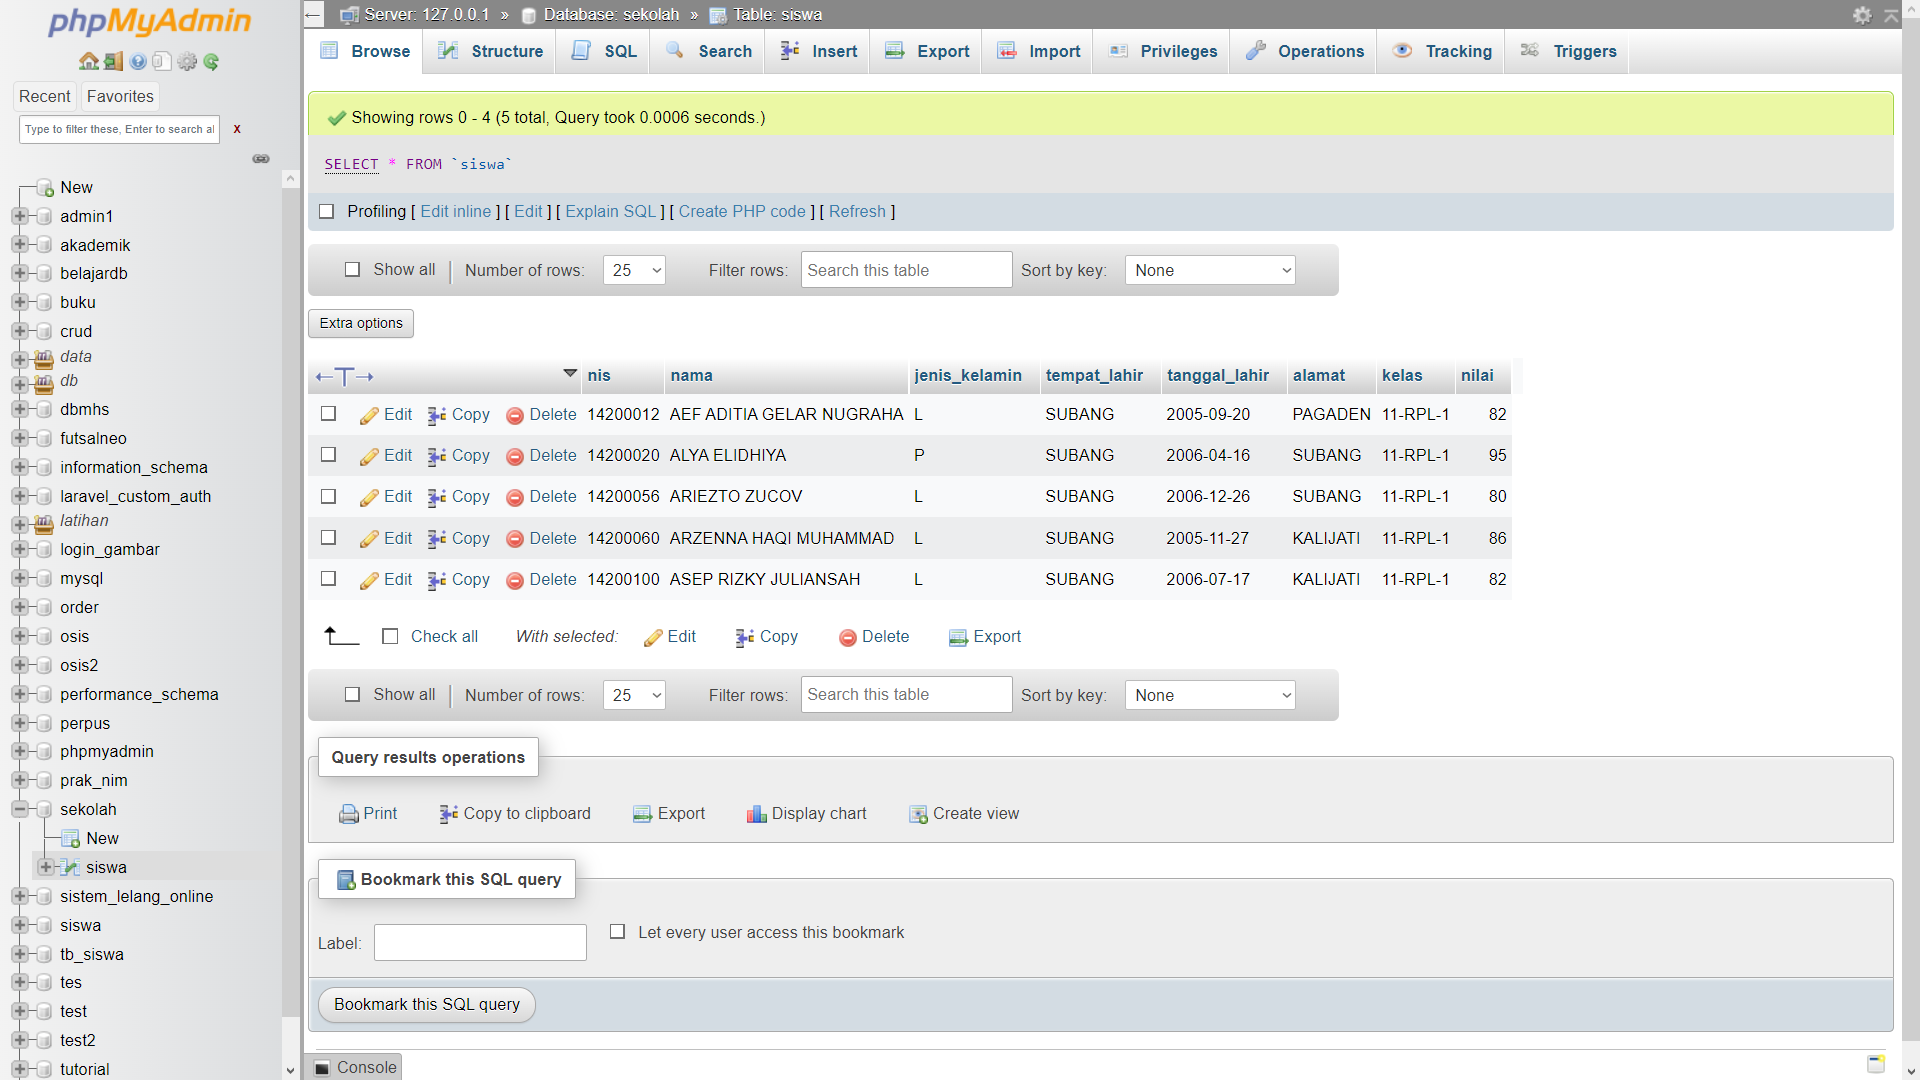 phpMyAdmin
Recent Favorites
Type to filter these, Enter to search al X
New
admin1
akademik
belajardb
buku
crud
data
db
dbmhs
futsalneo
information_schema
laravel_custom_auth
latihan
login_gambar
mysql
order
osis
osis2
performance_schema
perpus
phpmyadmin
prak_nim
sekolah
New
siswa
sistem_lelang_online
siswa
tb_siswa
tes
test
test2
tutorial
Server: 127.0.0.1 » Database: sekolah » Table: siswa
Browse Structure SQL Search Insert Export Import Privileges Operations Tracking Triggers
Showing rows 0 - 4 (5 total, Query took 0.0006 seconds.)
SELECT * FROM `siswa`
Profiling [ Edit inline ] [ Edit ] [ Explain SQL ] [ Create PHP code ] [ Refresh ]
Show all | Number of rows: 25 Filter rows: Search this table Sort by key: None
Extra options
←T→ nis nama jenis_kelamin tempat_lahir tanggal_lahir alamat kelas nilai
Edit Copy Delete 14200012 AEF ADITIA GELAR NUGRAHA L SUBANG 2005-09-20 PAGADEN 11-RPL-1 82
Edit Copy Delete 14200020 ALYA ELIDHIYA P SUBANG 2006-04-16 SUBANG 11-RPL-1 95
Edit Copy Delete 14200056 ARIEZTO ZUCOV L SUBANG 2006-12-26 SUBANG 11-RPL-1 80
Edit Copy Delete 14200060 ARZENNA HAQI MUHAMMAD L SUBANG 2005-11-27 KALIJATI 11-RPL-1 86
Edit Copy Delete 14200100 ASEP RIZKY JULIANSAH L SUBANG 2006-07-17 KALIJATI 11-RPL-1 82
Check all With selected: Edit Copy Delete Export
Show all | Number of rows: 25 Filter rows: Search this table Sort by key: None
Query results operations
Print Copy to clipboard Export Display chart Create view
Bookmark this SQL query
Label: Let every user access this bookmark
Bookmark this SQL query
Console